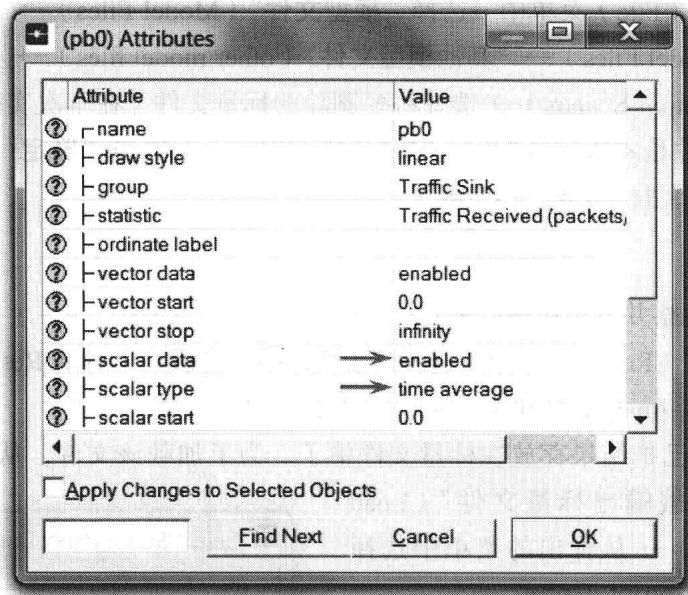 (pb0) Attributes
Attribute Value
name pb0
draw style linear
group Traffic Sink
statistic Traffic Received (packets/
ordinate label
vector data enabled
vector start 0.0
vector stop infinity
scalar data enabled
scalar type time average
scalar start 0.0
Apply Changes to Selected Objects
Find Next Cancel OK